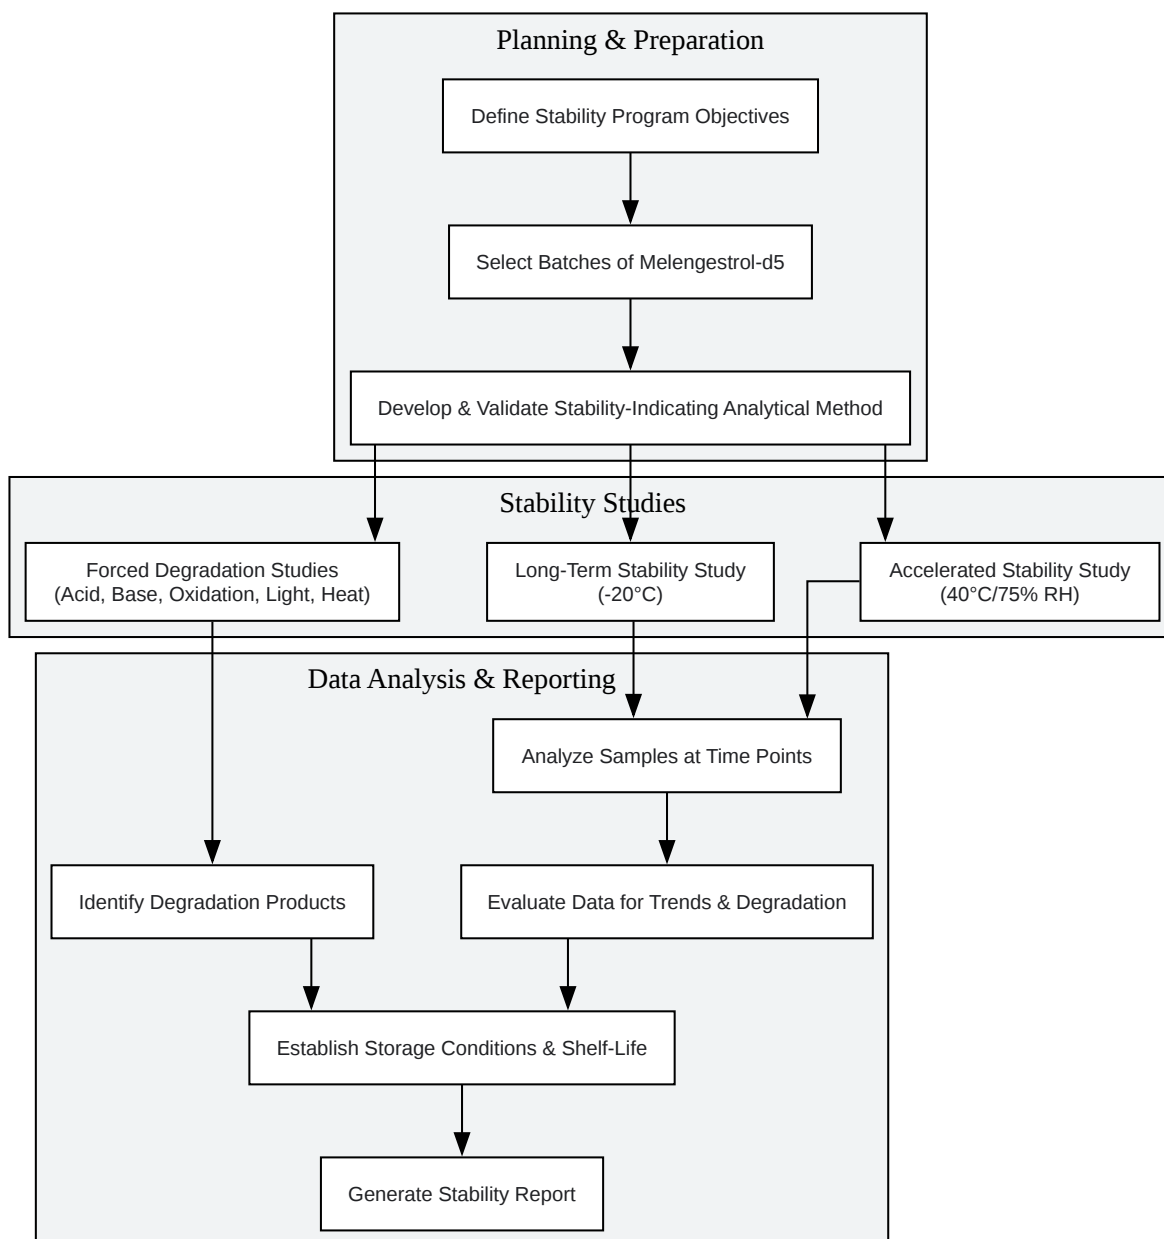 Planning & Preparation
Define Stability Program Objectives
Select Batches of Melengestrol-d5
Develop & Validate Stability-Indicating Analytical Method
Stability Studies
Forced Degradation Studies
(Acid, Base, Oxidation, Light, Heat)
Long-Term Stability Study
(-20°C)
Accelerated Stability Study
(40°C/75% RH)
Data Analysis & Reporting
Analyze Samples at Time Points
Identify Degradation Products
Evaluate Data for Trends & Degradation
Establish Storage Conditions & Shelf-Life
Generate Stability Report